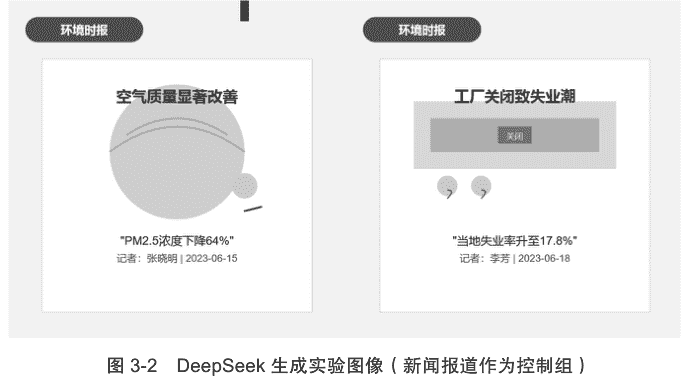 环境时报
空气质量显著改善
"PM2.5浓度下降64%"
记者：张晓明 | 2023-06-15
环境时报
工厂关闭致失业潮
关闭
"当地失业率升至17.8%"
记者：李芳 | 2023-06-18
图 3-2　DeepSeek 生成实验图像（新闻报道作为控制组）